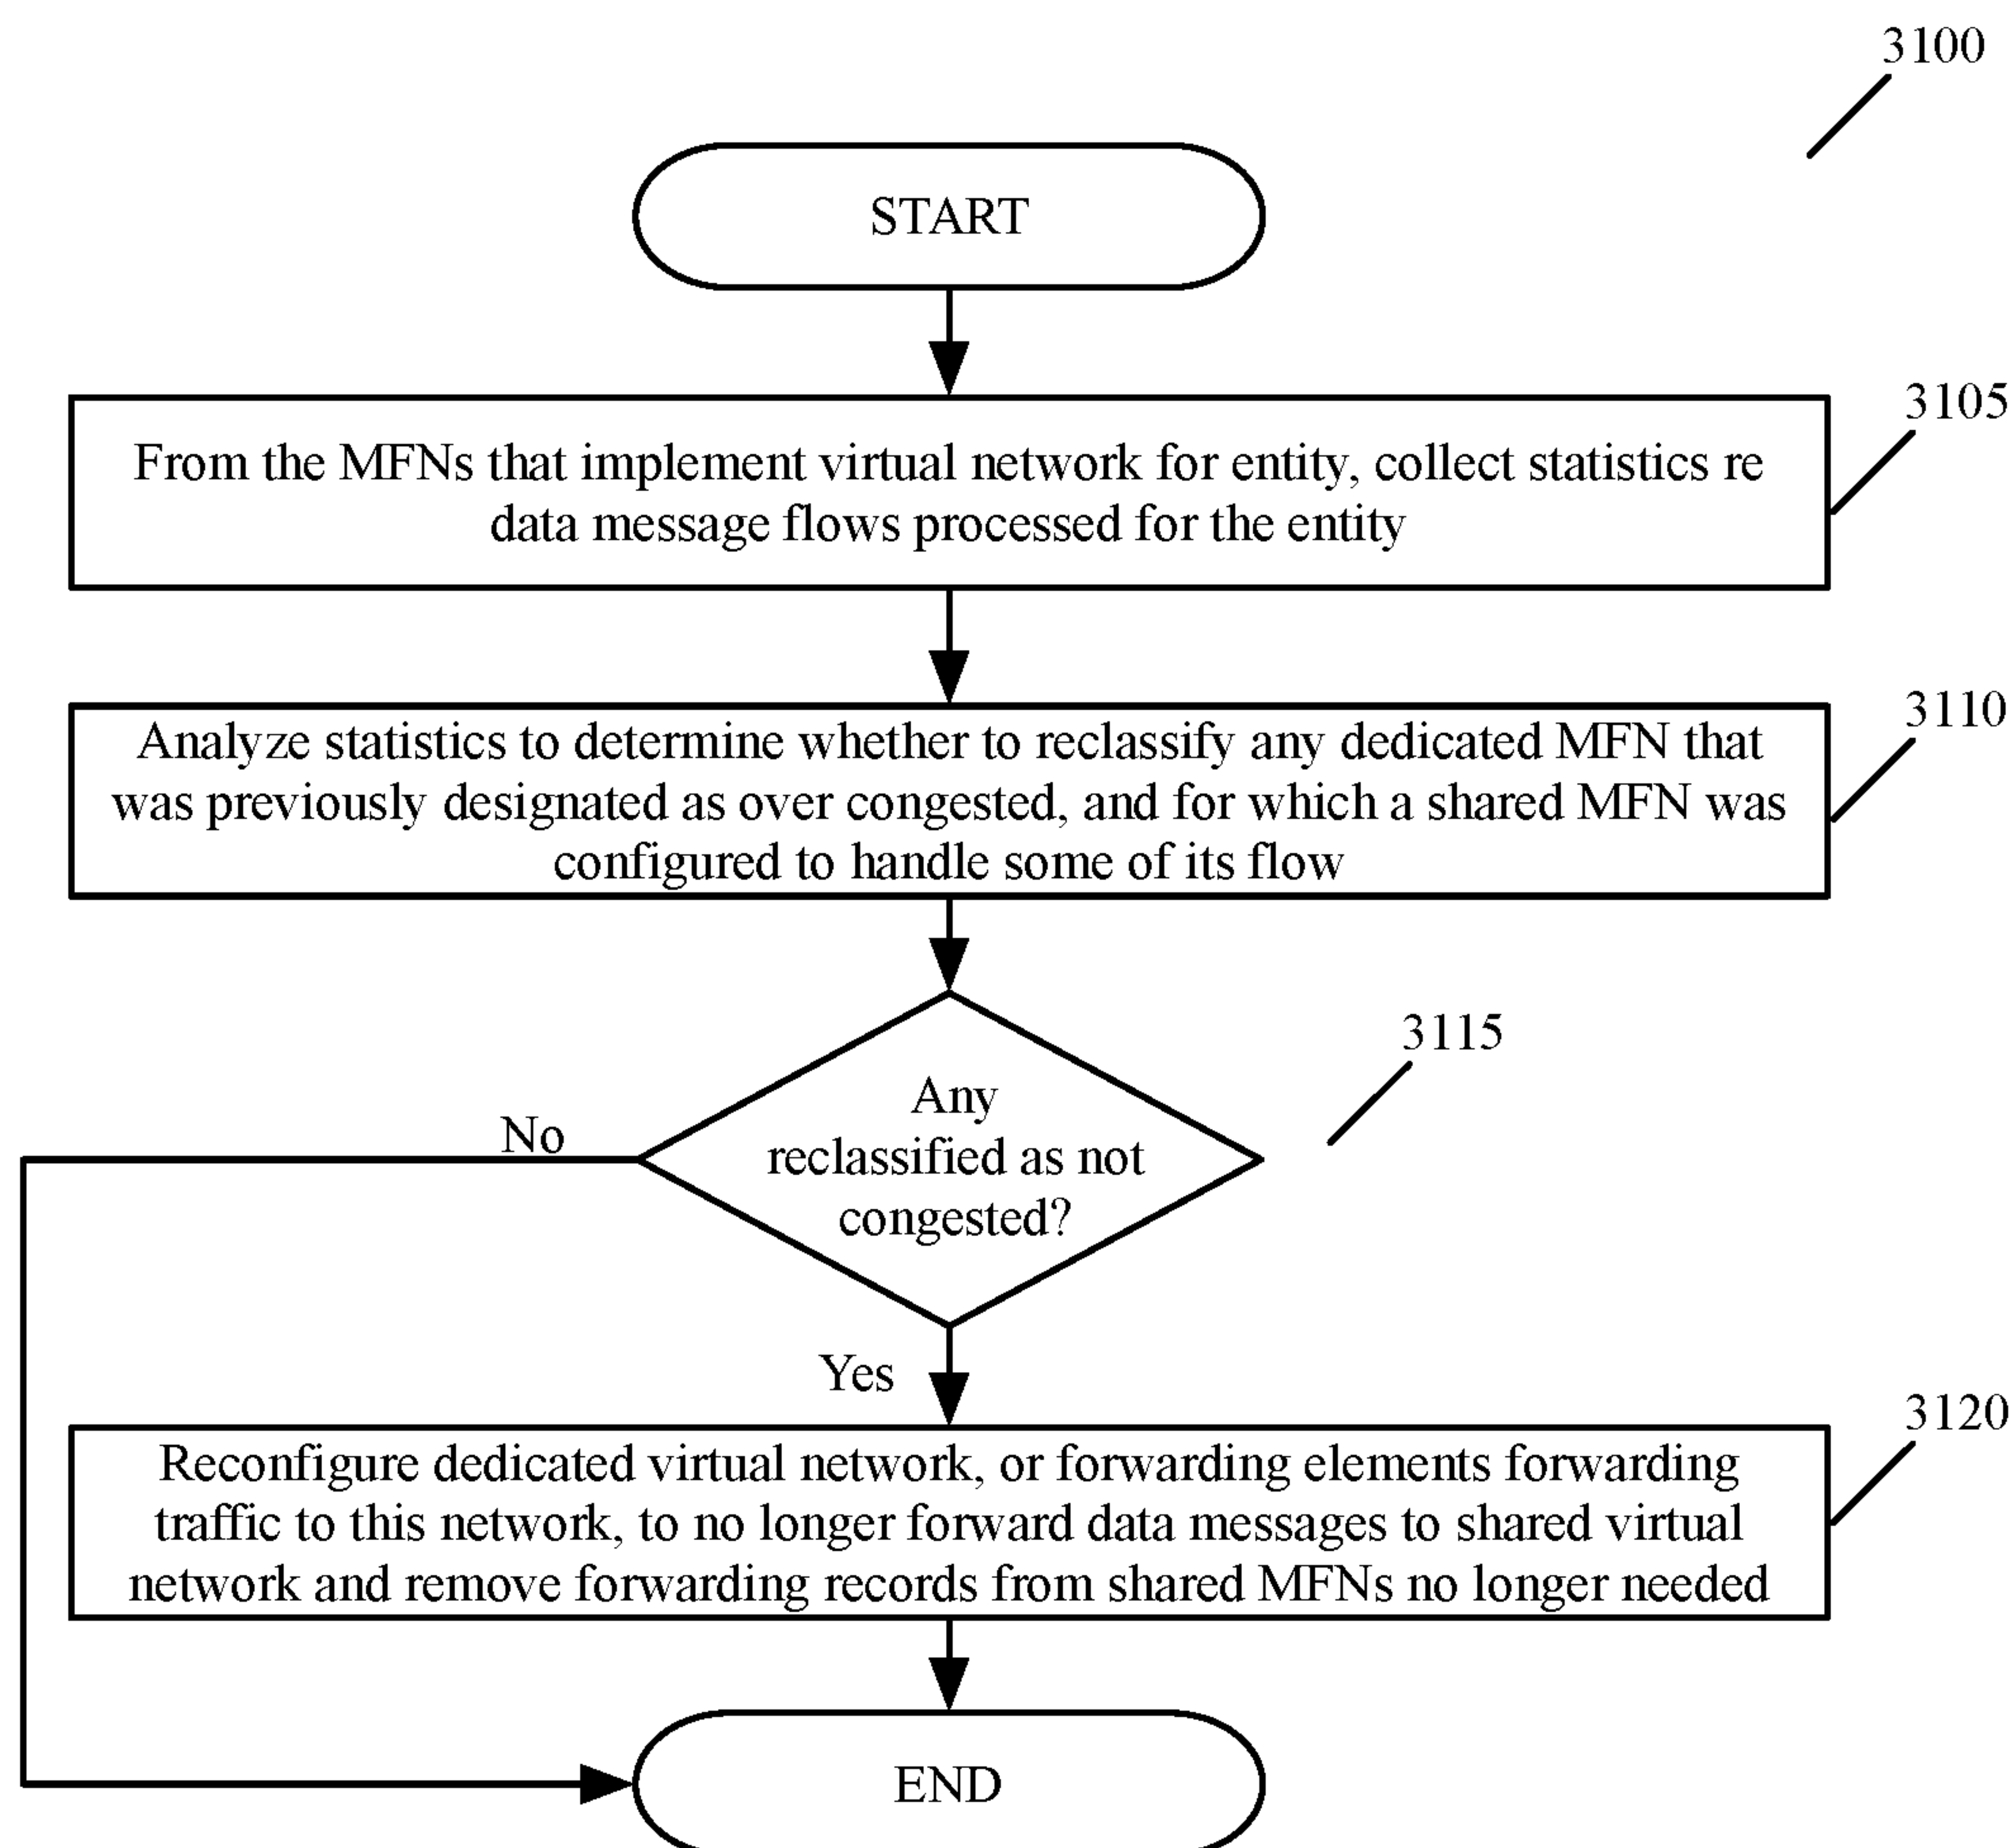 3100
START
3105
From the MFNs that implement virtual network for entity, collect statistics re
data message flows processed for the entity
3110
Analyze statistics to determine whether to reclassify any dedicated MFN that
was previously designated as over congested, and for which a shared MFN was
configured to handle some of its flow
3115
Any
reclassified as not
congested?
No
Yes
3120
Reconfigure dedicated virtual network, or forwarding elements forwarding
traffic to this network, to no longer forward data messages to shared virtual
network and remove forwarding records from shared MFNs no longer needed
END